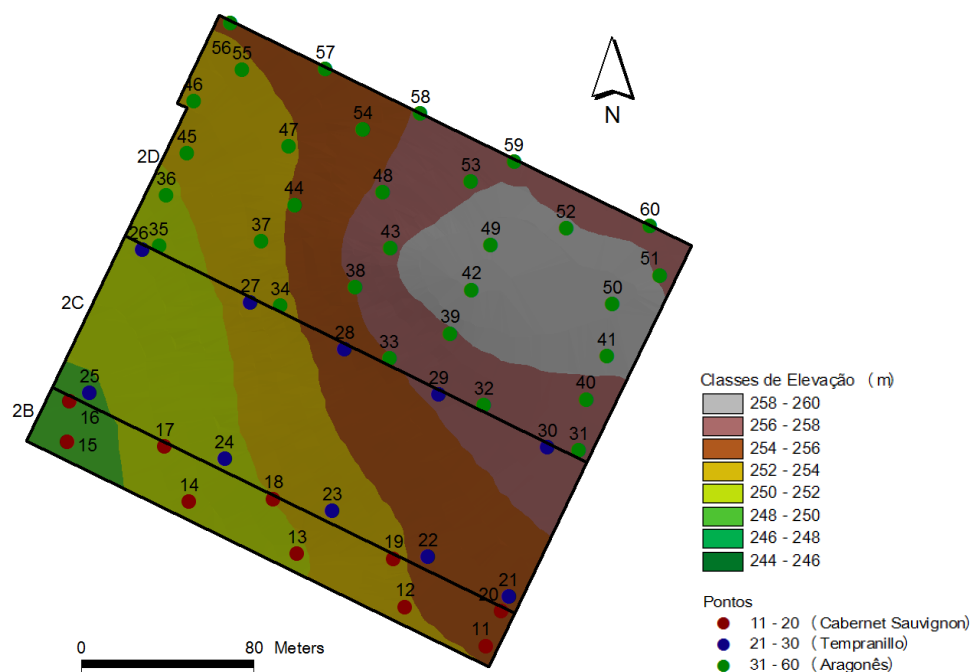 56
55
57
58
59
60
46
54
47
45
2D
53
48
52
36
44
49
51
35
37
43
26
38
42
50
27
34
39
41
2C
28
33
29
32
40
25
30
31
2B
16
15
17
24
14
18
23
13
19
22
12
20
21
11
N
Classes de Elevação (m)
258 - 260
256 - 258
254 - 256
252 - 254
250 - 252
248 - 250
246 - 248
244 - 246
Pontos
11 - 20 (Cabernet Sauvignon)
21 - 30 (Tempranillo)
31 - 60 (Aragonês)
0 80 Meters